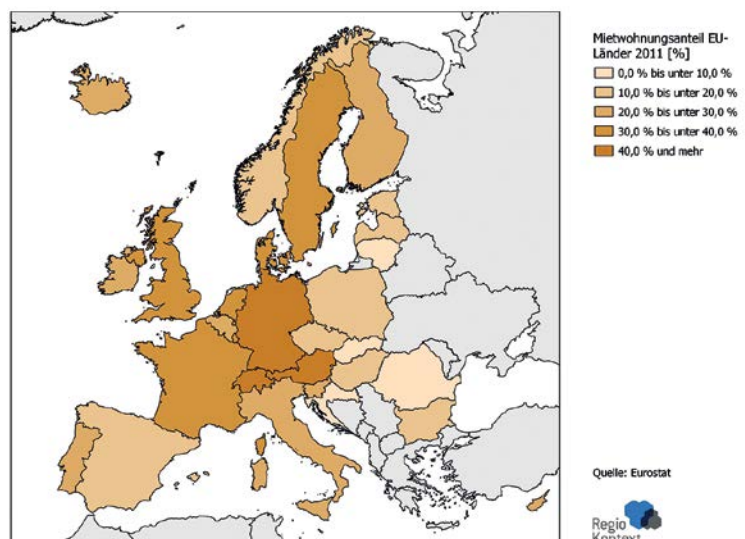 Mietwohnungsanteil EU-
Länder 2011 [%]
0,0 % bis unter 10,0 %
10,0 % bis unter 20,0 %
20,0 % bis unter 30,0 %
30,0 % bis unter 40,0 %
40,0 % und mehr
Quelle: Eurostat
Regio
Kontext